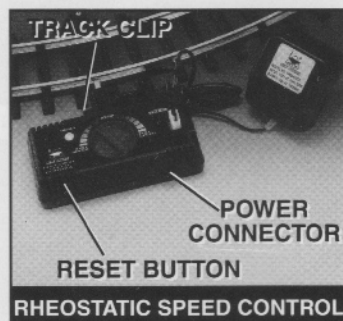 TRACK CLIP
POWER
CONNECTOR
RESET BUTTON
RHEOSTATIC SPEED CONTROL